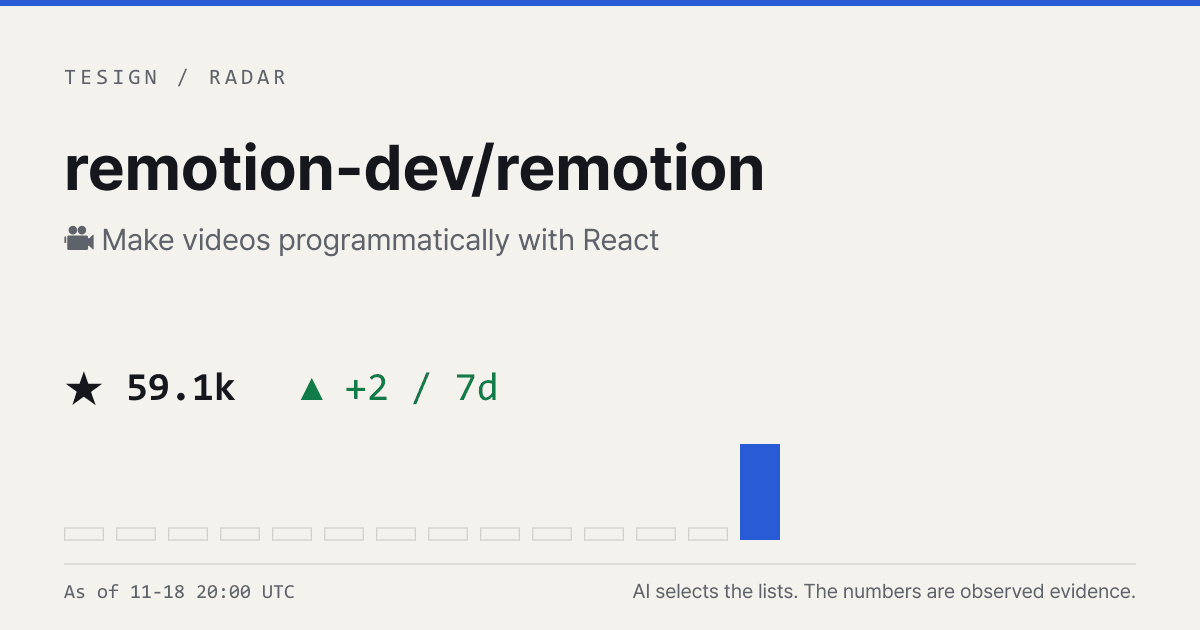 TESIGN / RADAR
remotion-dev/remotion
🎥 Make videos programmatically with React
★ 59.1k ▲ +2 / 7d
As of 11-18 20:00 UTC
AI selects the lists. The numbers are observed evidence.